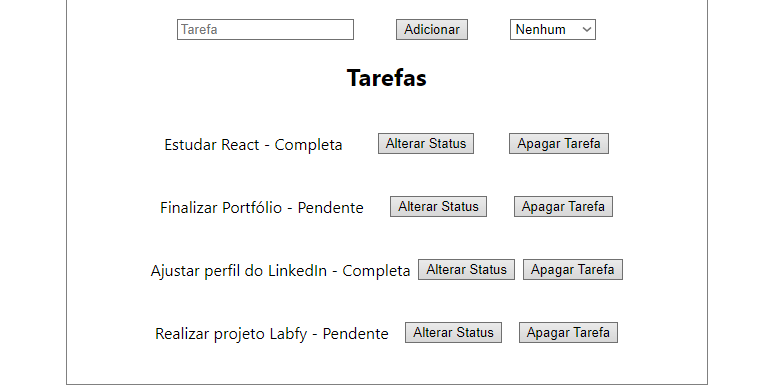 Tarefa Adicionar Nenhum
Tarefas
Estudar React - Completa Alterar Status Apagar Tarefa
Finalizar Portfólio - Pendente Alterar Status Apagar Tarefa
Ajustar perfil do LinkedIn - Completa Alterar Status Apagar Tarefa
Realizar projeto Labfy - Pendente Alterar Status Apagar Tarefa